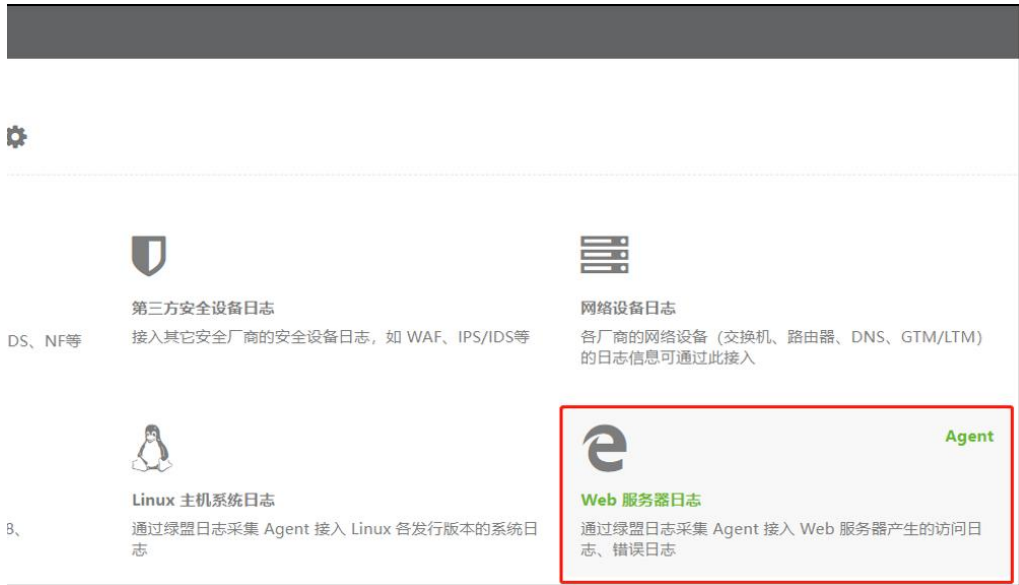 第三方安全设备日志
接入其它安全厂商的安全设备日志，如 WAF、IPS/IDS等
网络设备日志
各厂商的网络设备（交换机、路由器、DNS、GTM/LTM）
的日志信息可通过此接入
DS、NF等
Linux 主机系统日志
通过绿盟日志采集 Agent 接入 Linux 各发行版本的系统日
志
Agent
Web 服务器日志
通过绿盟日志采集 Agent 接入 Web 服务器产生的访问日
志、错误日志